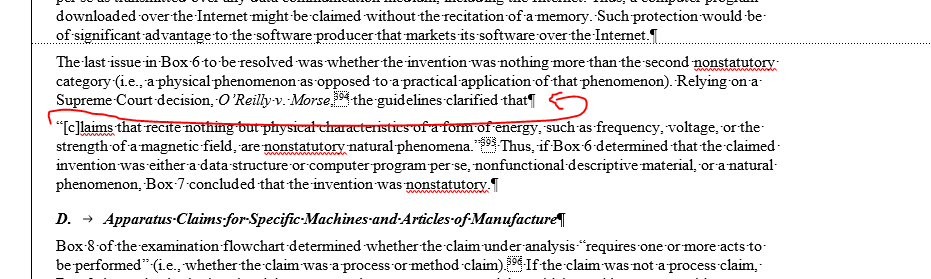 per se as transmitted over any data communication medium, including the Internet. Thus, a computer program
downloaded over the Internet might be claimed without the recitation of a memory. Such protection would be
of significant advantage to the software producer that markets its software over the Internet.¶
The last issue in Box 6 to be resolved was whether the invention was nothing more than the second nonstatutory
category (i.e., a physical phenomenon as opposed to a practical application of that phenomenon). Relying on a
Supreme Court decision, O'Reilly v. Morse,394 the guidelines clarified that¶
“[c]laims that recite nothing but physical characteristics of a form of energy, such as frequency, voltage, or the
strength of a magnetic field, are nonstatutory natural phenomena.”395 Thus, if Box 6 determined that the claimed
invention was either a data structure or computer program per se, nonfunctional descriptive material, or a natural
phenomenon, Box 7 concluded that the invention was nonstatutory.¶
D. → Apparatus Claims for Specific Machines and Articles of Manufacture¶
Box 8 of the examination flowchart determined whether the claim under analysis “requires one or more acts to
be performed” (i.e., whether the claim was a process or method claim).396 If the claim was not a process claim,